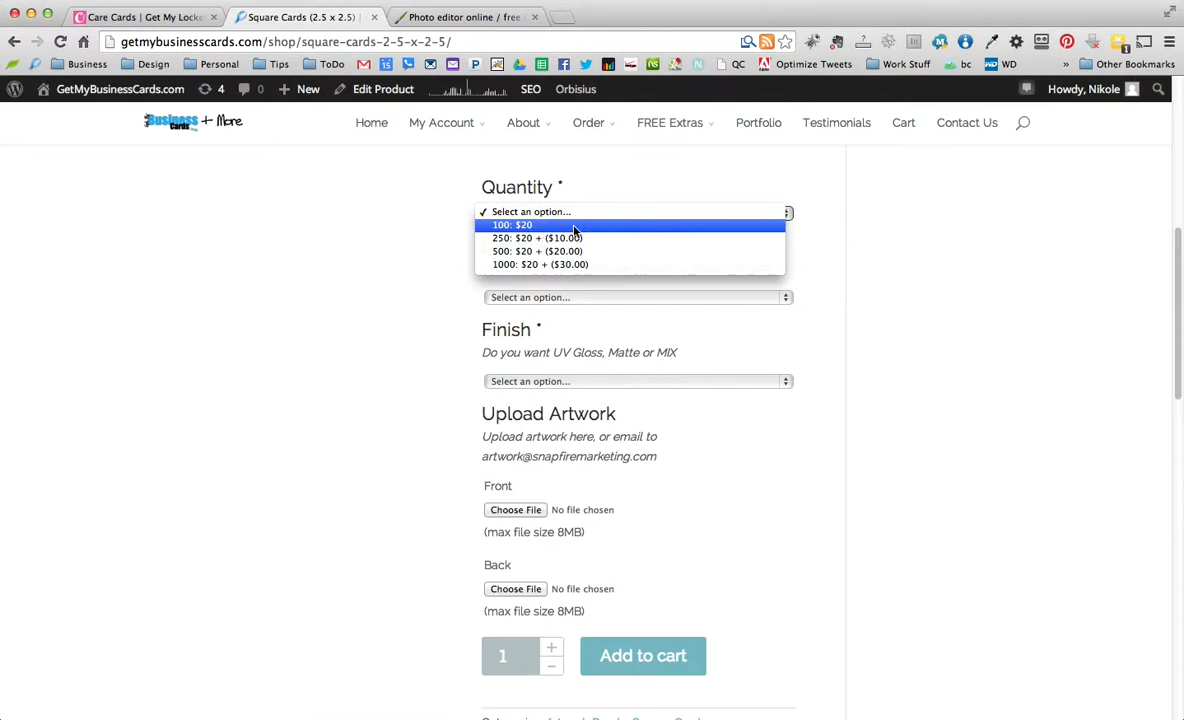 Care Cards | Get My Locke
Square Cards (2.5 x 2.5) |
Photo editor online / free
getmybusinesscards.com/shop/square-cards-2-5-x-2-5/
Business Design Personal Tips ToDo QC Optimize Tweets Work Stuff bc WD » Other Bookmarks
GetMyBusinessCards.com 4 0 New Edit Product SEO Orbisius Howdy, Nikole
Business Cards + More
Home My Account About Order FREE Extras Portfolio Testimonials Cart Contact Us
Quantity *
✓ Select an option...
100: $20
250: $20 + ($10.00)
500: $20 + ($20.00)
1000: $20 + ($30.00)
Select an option...
Finish *
Do you want UV Gloss, Matte or MIX
Select an option...
Upload Artwork
Upload artwork here, or email to
artwork@snapfiremarketing.com
Front
Choose File No file chosen
(max file size 8MB)
Back
Choose File No file chosen
(max file size 8MB)
1 + −
Add to cart